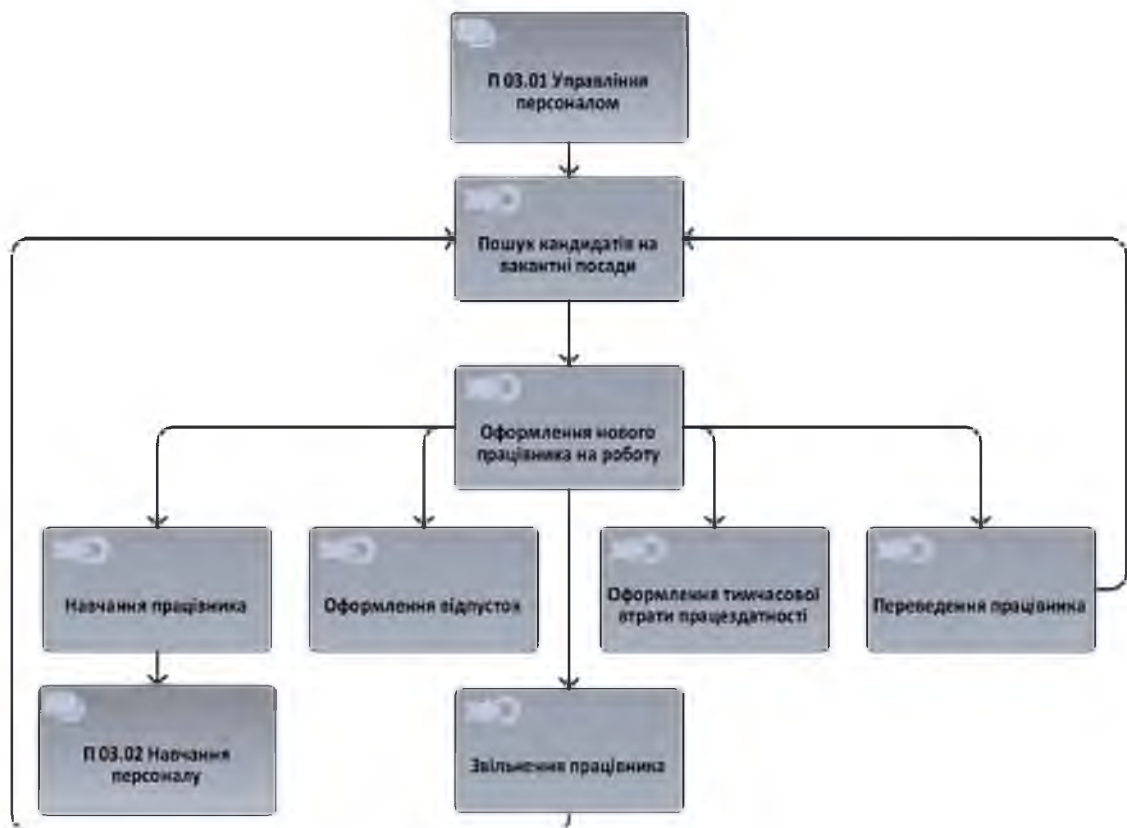 П 03.01 Управління
персоналом
Пошук кандидатів на
вакантні посади
Оформлення нового
працівника на роботу
Навчання працівника
Оформлення відпусток
Оформлення тимчасової
втрати працездатності
Переведення працівника
П 03.02 Навчання
персоналу
Звільнення працівника